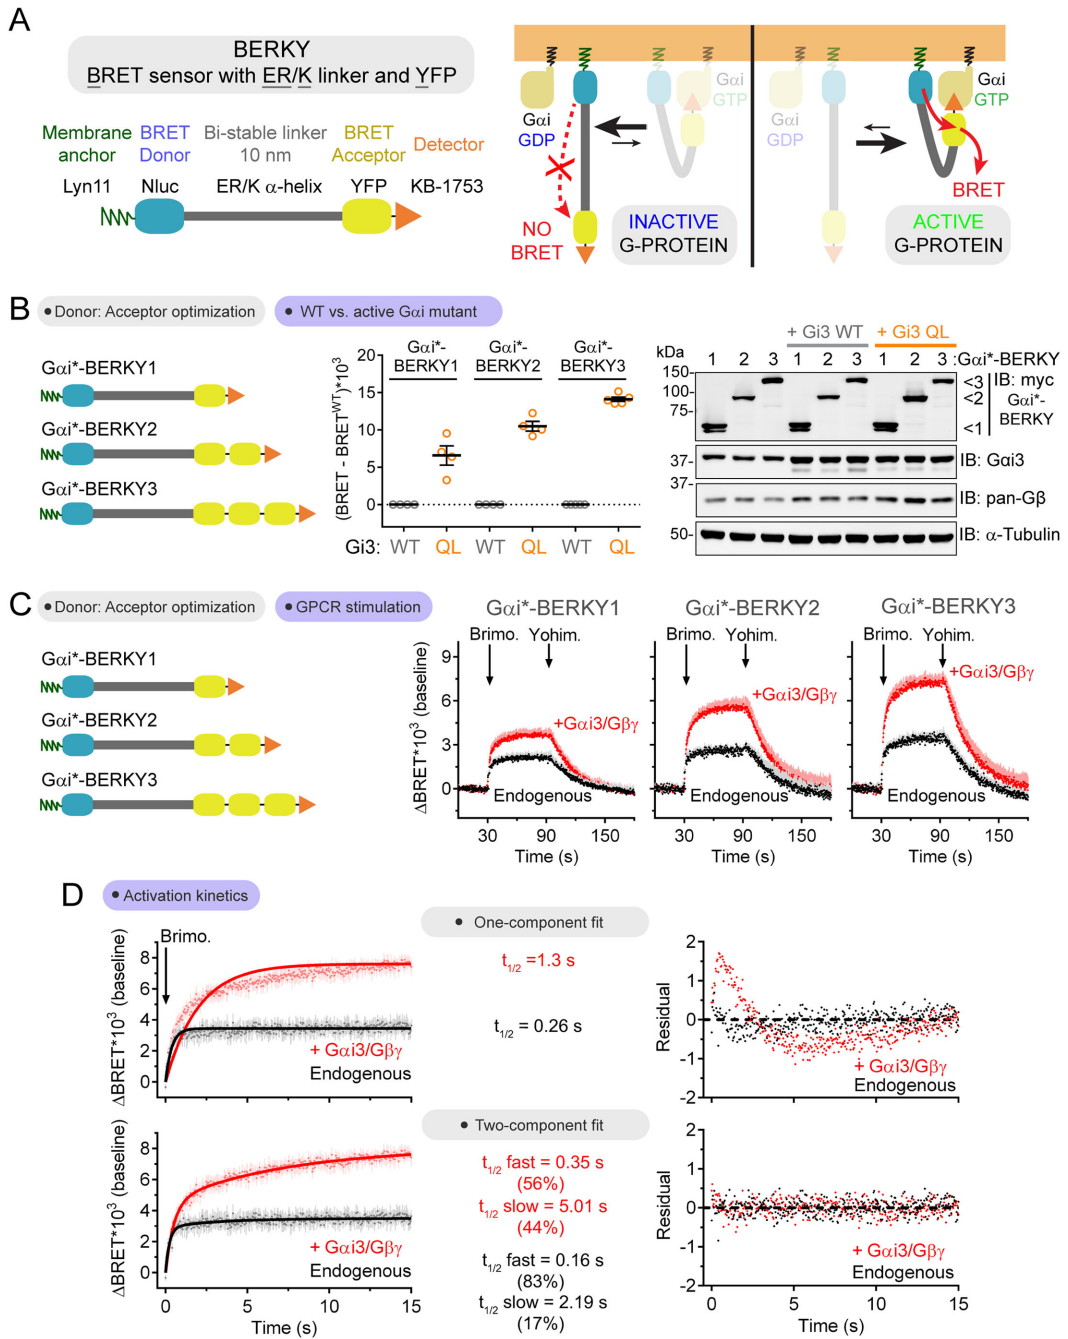 A
BERKY
BRET sensor with ER/K linker and YFP
Membrane anchor
BRET Donor
Bi-stable linker 10 nm
BRET Acceptor
Detector
Lyn11 Nluc ER/K α-helix YFP KB-1753
Gαi
GDP
Gαi
GTP
NO
BRET
INACTIVE
G-PROTEIN
Gαi
GDP
Gαi
GTP
BRET
ACTIVE
G-PROTEIN
B
• Donor: Acceptor optimization
• WT vs. active Gαi mutant
Gαi*-BERKY1
Gαi*-BERKY2
Gαi*-BERKY3
(BRET - BRETᵂᵀ)*10³
20
15
10
5
0
Gαi*-BERKY1
Gαi*-BERKY2
Gαi*-BERKY3
Gi3: WT QL WT QL WT QL
+ Gi3 WT
+ Gi3 QL
kDa
1 2 3 1 2 3 1 2 3 :Gαi*-BERKY
150-
100-
75-
<3
<2
<1
IB: myc
Gαi*-
BERKY
37-
IB: Gαi3
37-
IB: pan-Gβ
50-
IB: α-Tubulin
C
• Donor: Acceptor optimization
• GPCR stimulation
Gαi*-BERKY1
Gαi*-BERKY2
Gαi*-BERKY3
ΔBRET*10³ (baseline)
9
6
3
0
Gαi*-BERKY1
Brimo. Yohim.
+Gαi3/Gβγ
Endogenous
30 90 150
Time (s)
Gαi*-BERKY2
Brimo. Yohim.
+Gαi3/Gβγ
Endogenous
30 90 150
Time (s)
Gαi*-BERKY3
Brimo. Yohim.
+Gαi3/Gβγ
Endogenous
30 90 150
Time (s)
D
• Activation kinetics
• One-component fit
ΔBRET*10³ (baseline)
8
6
4
2
0
Brimo.
+ Gαi3/Gβγ
Endogenous
t₁/₂ =1.3 s
t₁/₂ = 0.26 s
Residual
2
1
0
-1
-2
+ Gαi3/Gβγ
Endogenous
0 5 10 15
• Two-component fit
ΔBRET*10³ (baseline)
8
6
4
2
0
+ Gαi3/Gβγ
Endogenous
0 5 10 15
Time (s)
t₁/₂ fast = 0.35 s
(56%)
t₁/₂ slow = 5.01 s
(44%)
t₁/₂ fast = 0.16 s
(83%)
t₁/₂ slow = 2.19 s
(17%)
Residual
2
1
0
-1
-2
+ Gαi3/Gβγ
Endogenous
0 5 10 15
Time (s)